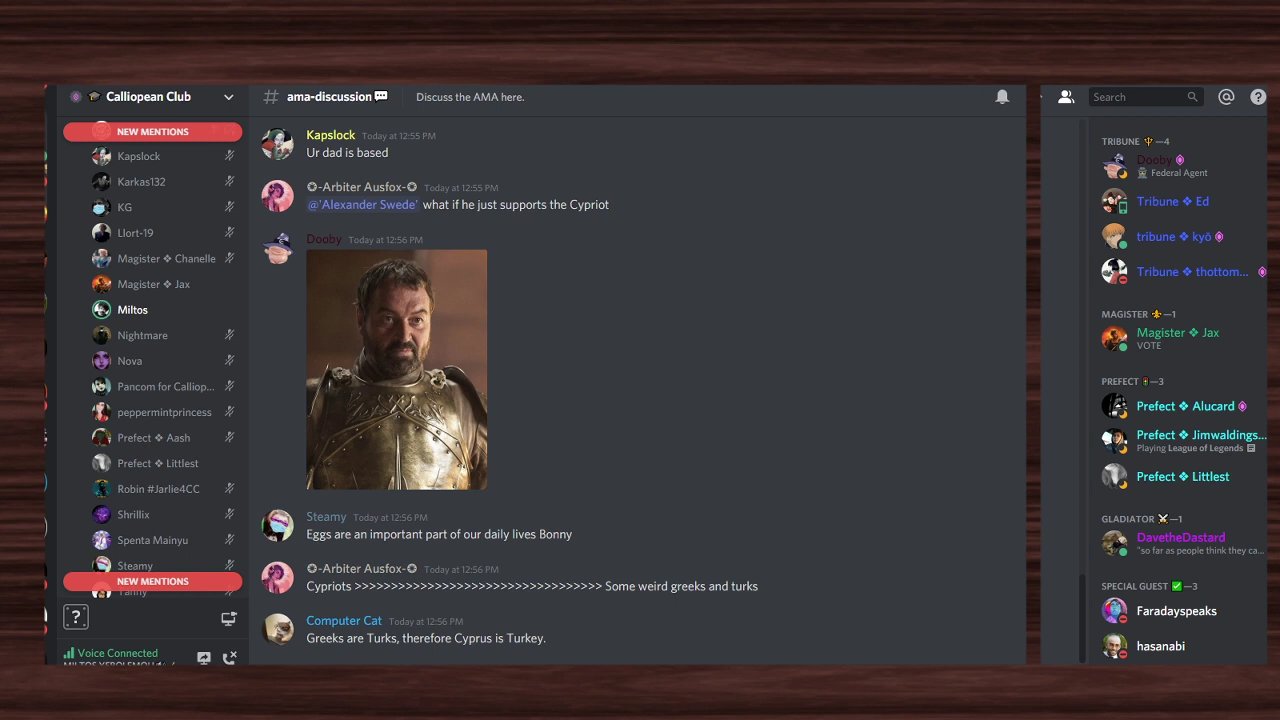 Calliopean Club
NEW MENTIONS
Kapslock
Karkas132
KG
Llort-19
Magister ❖ Chanelle
Magister ❖ Jax
Miltos
Nightmare
Nova
Pancom for Calliop...
peppermintprincess
Prefect ❖ Aash
Prefect ❖ Littlest
Robin #Jarlie4CC
Shrillix
Spenta Mainyu
Steamy
NEW MENTIONS
?
Voice Connected
# ama-discussion💬 Discuss the AMA here.
Kapslock Today at 12:55 PM
Ur dad is based
✪-Arbiter Ausfox-✪ Today at 12:55 PM
@'Alexander Swede' what if he just supports the Cypriot
Dooby Today at 12:56 PM
Steamy Today at 12:56 PM
Eggs are an important part of our daily lives Bonny
✪-Arbiter Ausfox-✪ Today at 12:56 PM
Cypriots >>>>>>>>>>>>>>>>>>>>>>>>>>>>>>>>> Some weird greeks and turks
Computer Cat Today at 12:56 PM
Greeks are Turks, therefore Cyprus is Turkey.
Search
TRIBUNE 🔱—4
Dooby
Federal Agent
Tribune ❖ Ed
tribune ❖ kyō
Tribune ❖ thottom...
MAGISTER ⚜—1
Magister ❖ Jax
VOTE
PREFECT —3
Prefect ❖ Alucard
Prefect ❖ Jimwaldings...
Playing League of Legends
Prefect ❖ Littlest
GLADIATOR ⚔—1
DavetheDastard
"so far as people think they ca...
SPECIAL GUEST ✅—3
Faradayspeaks
hasanabi